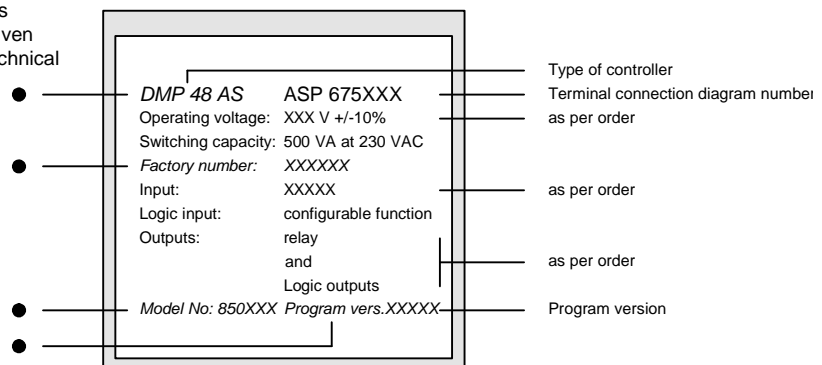 s
ven
chnical
Type of controller
DMP 48 AS ASP 675XXX Terminal connection diagram number
Operating voltage: XXX V +/-10% as per order
Switching capacity: 500 VA at 230 VAC
Factory number: XXXXXX
Input: XXXXX as per order
Logic input: configurable function
Outputs: relay
and as per order
Logic outputs
Model No: 850XXX Program vers.XXXXX Program version